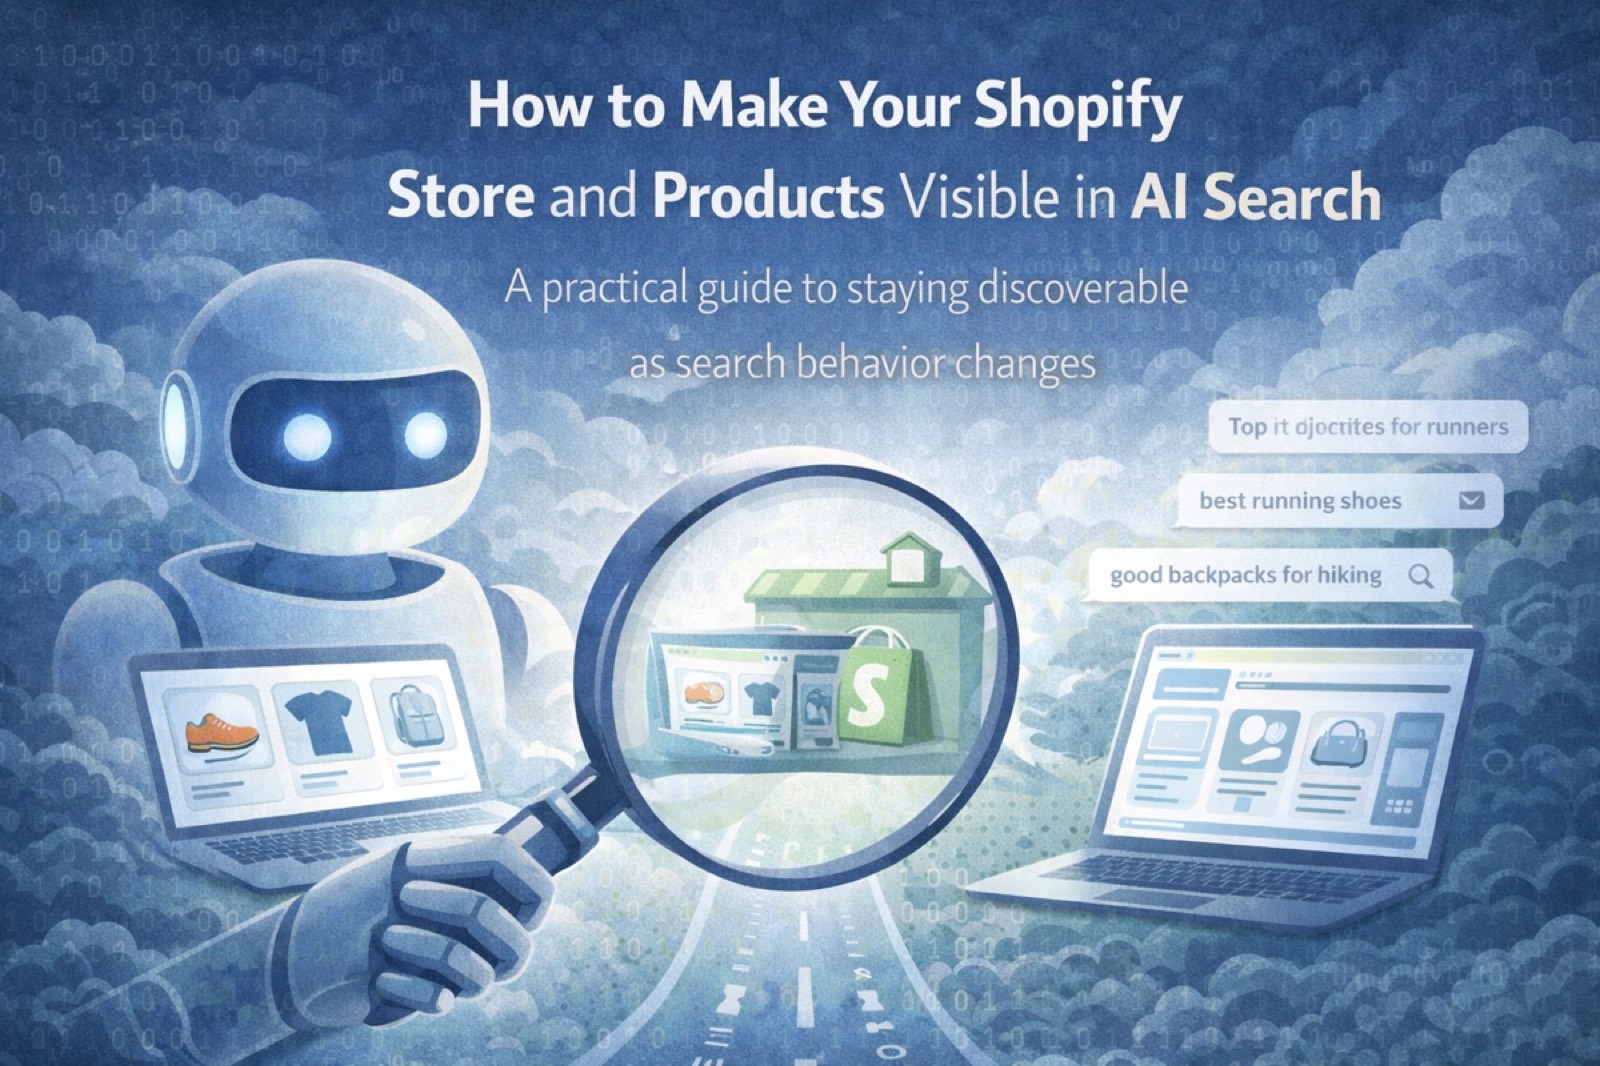 How to Make Your Shopify
Store and Products Visible in AI Search
A practical guide to staying discoverable
as search behavior changes
Top it for runners
best running shoes
good backpacks for hiking
S